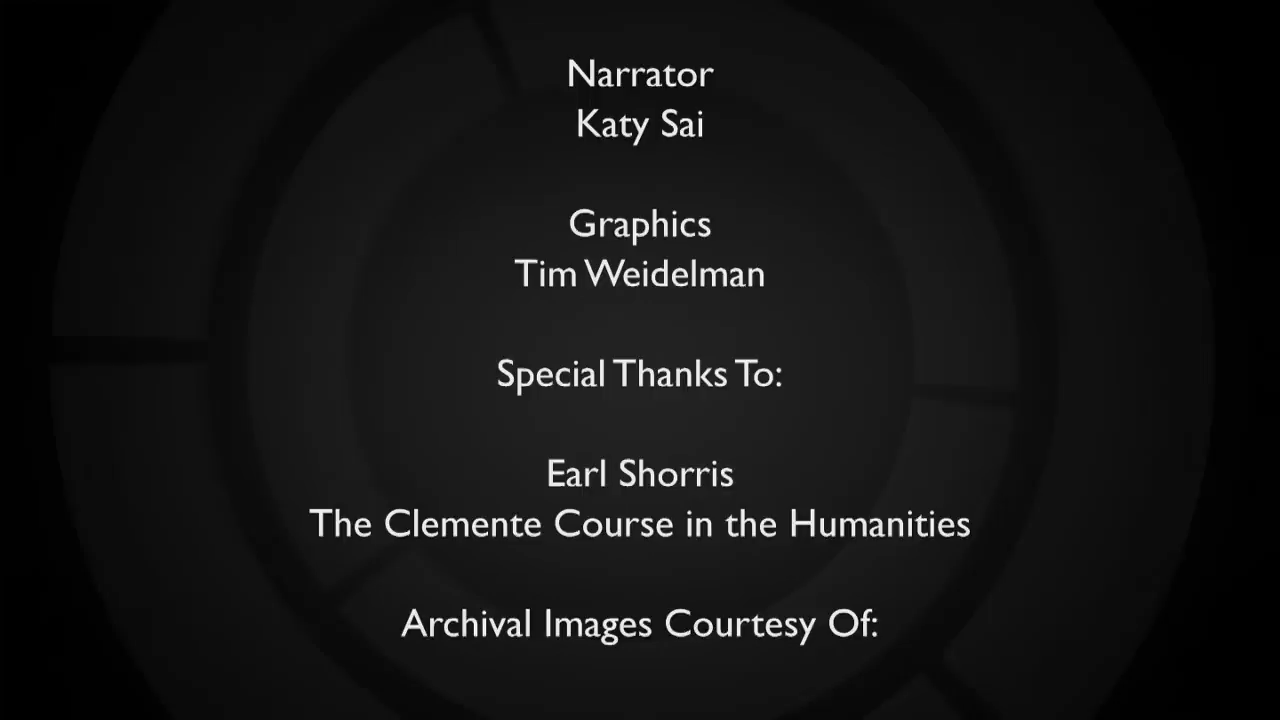 Narrator
Katy Sai
Graphics
Tim Weidelman
Special Thanks To:
Earl Shorris
The Clemente Course in the Humanities
Archival Images Courtesy Of: